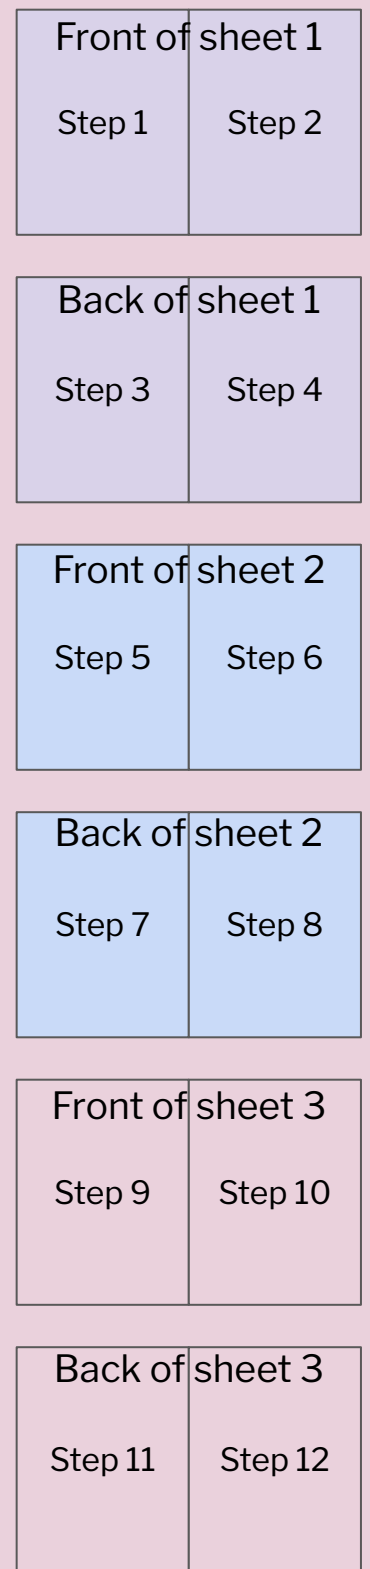 Front of sheet 1
Step 1 Step 2
Back of sheet 1
Step 3 Step 4
Front of sheet 2
Step 5 Step 6
Back of sheet 2
Step 7 Step 8
Front of sheet 3
Step 9 Step 10
Back of sheet 3
Step 11 Step 12